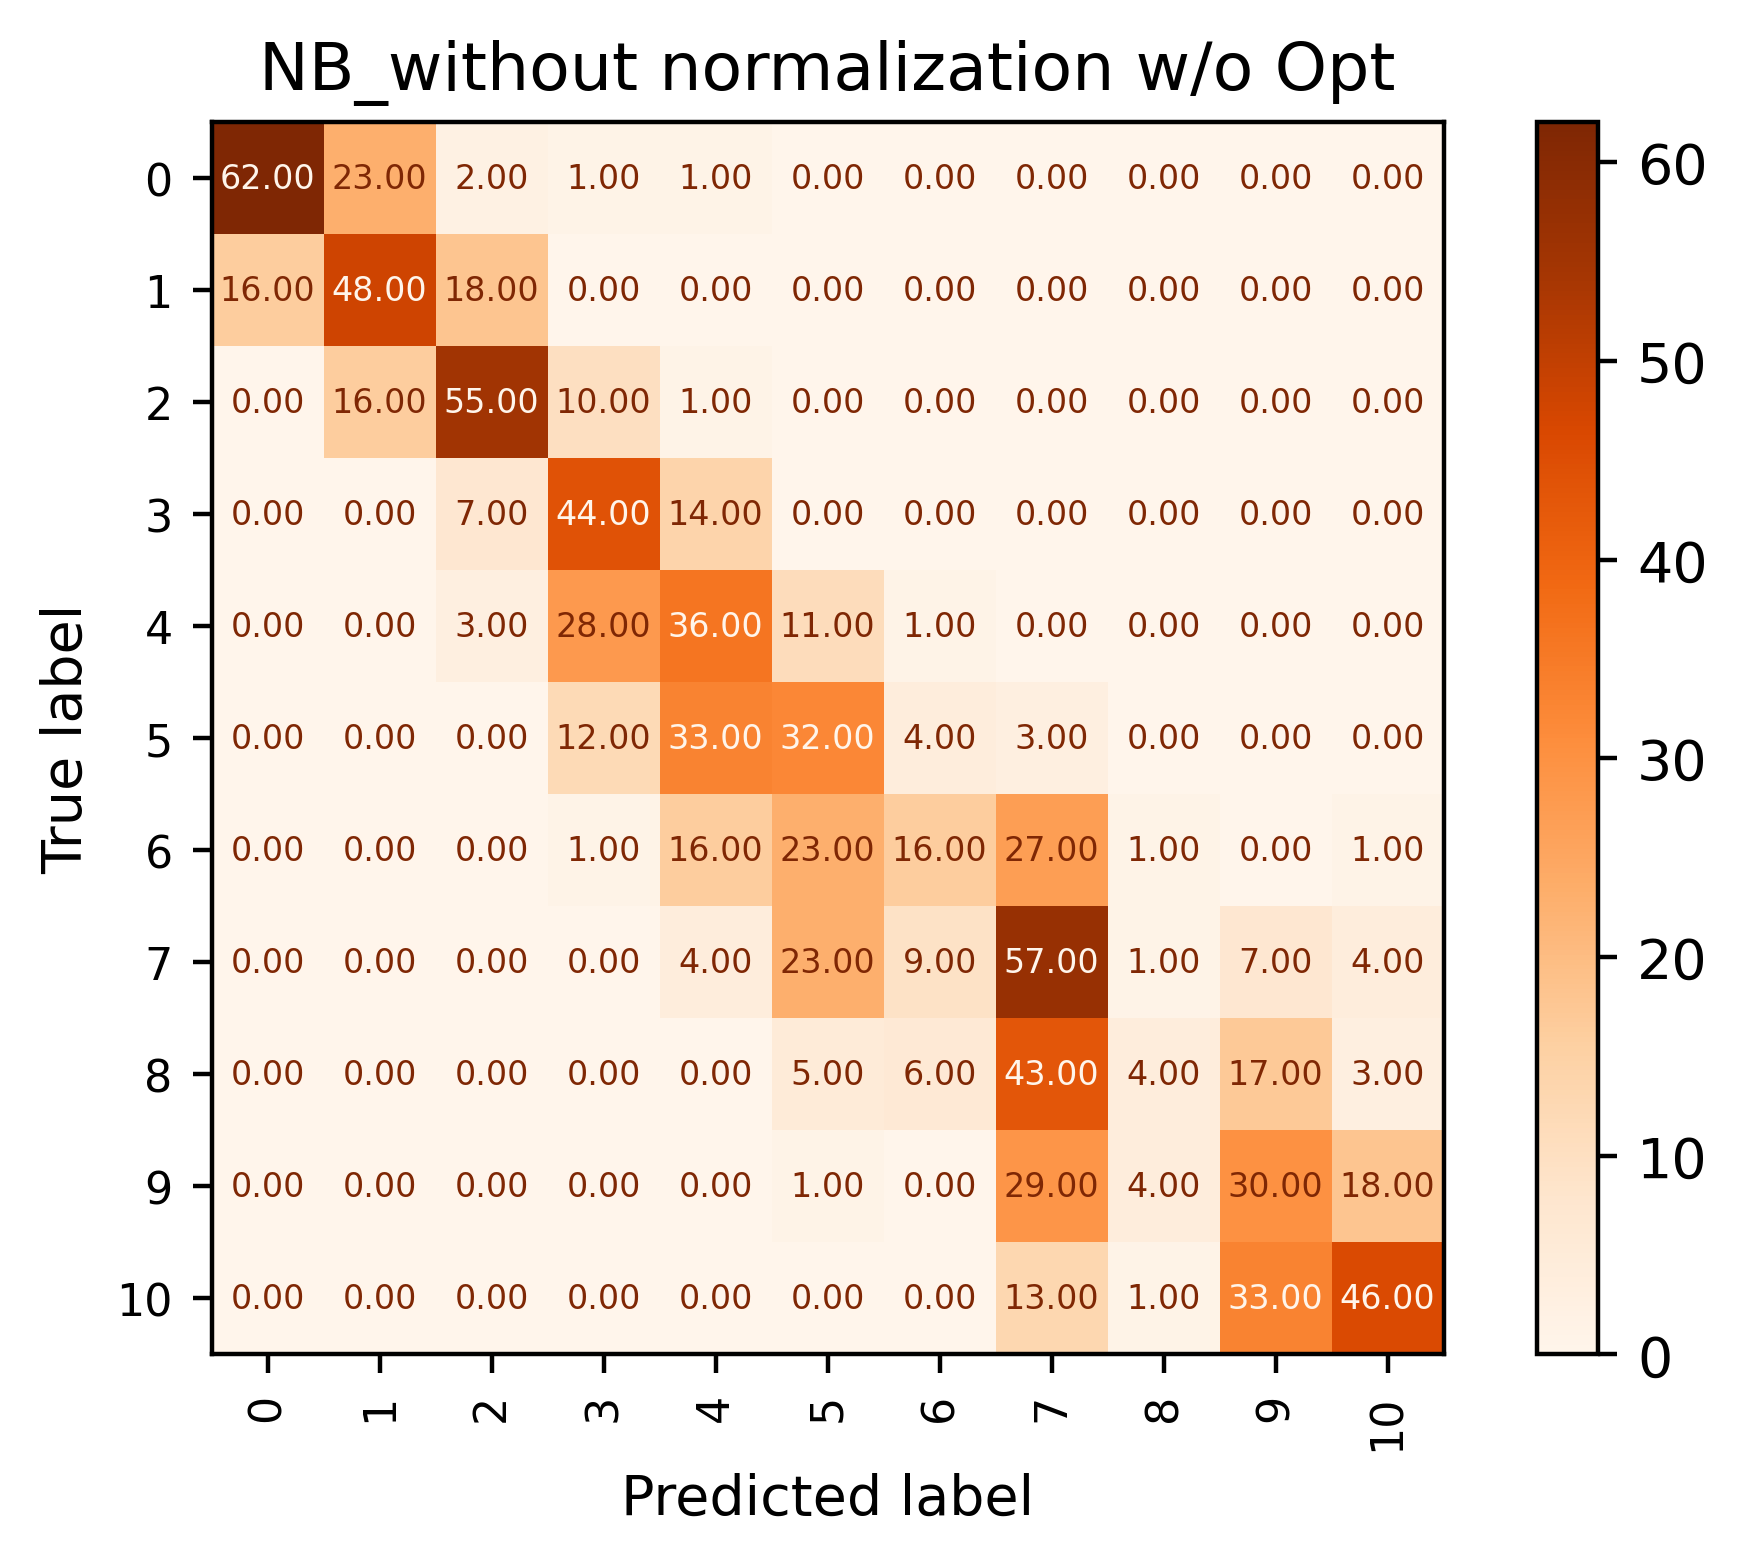 NB_without normalization w/o Opt
0 62.00 23.00 2.00 1.00 1.00 0.00 0.00 0.00 0.00 0.00 0.00
1 16.00 48.00 18.00 0.00 0.00 0.00 0.00 0.00 0.00 0.00 0.00
2 0.00 16.00 55.00 10.00 1.00 0.00 0.00 0.00 0.00 0.00 0.00
3 0.00 0.00 7.00 44.00 14.00 0.00 0.00 0.00 0.00 0.00 0.00
4 0.00 0.00 3.00 28.00 36.00 11.00 1.00 0.00 0.00 0.00 0.00
5 0.00 0.00 0.00 12.00 33.00 32.00 4.00 3.00 0.00 0.00 0.00
6 0.00 0.00 0.00 1.00 16.00 23.00 16.00 27.00 1.00 0.00 1.00
7 0.00 0.00 0.00 0.00 4.00 23.00 9.00 57.00 1.00 7.00 4.00
8 0.00 0.00 0.00 0.00 0.00 5.00 6.00 43.00 4.00 17.00 3.00
9 0.00 0.00 0.00 0.00 0.00 1.00 0.00 29.00 4.00 30.00 18.00
10 0.00 0.00 0.00 0.00 0.00 0.00 0.00 13.00 1.00 33.00 46.00
0 1 2 3 4 5 6 7 8 9 10
Predicted label
True label
60
50
40
30
20
10
0